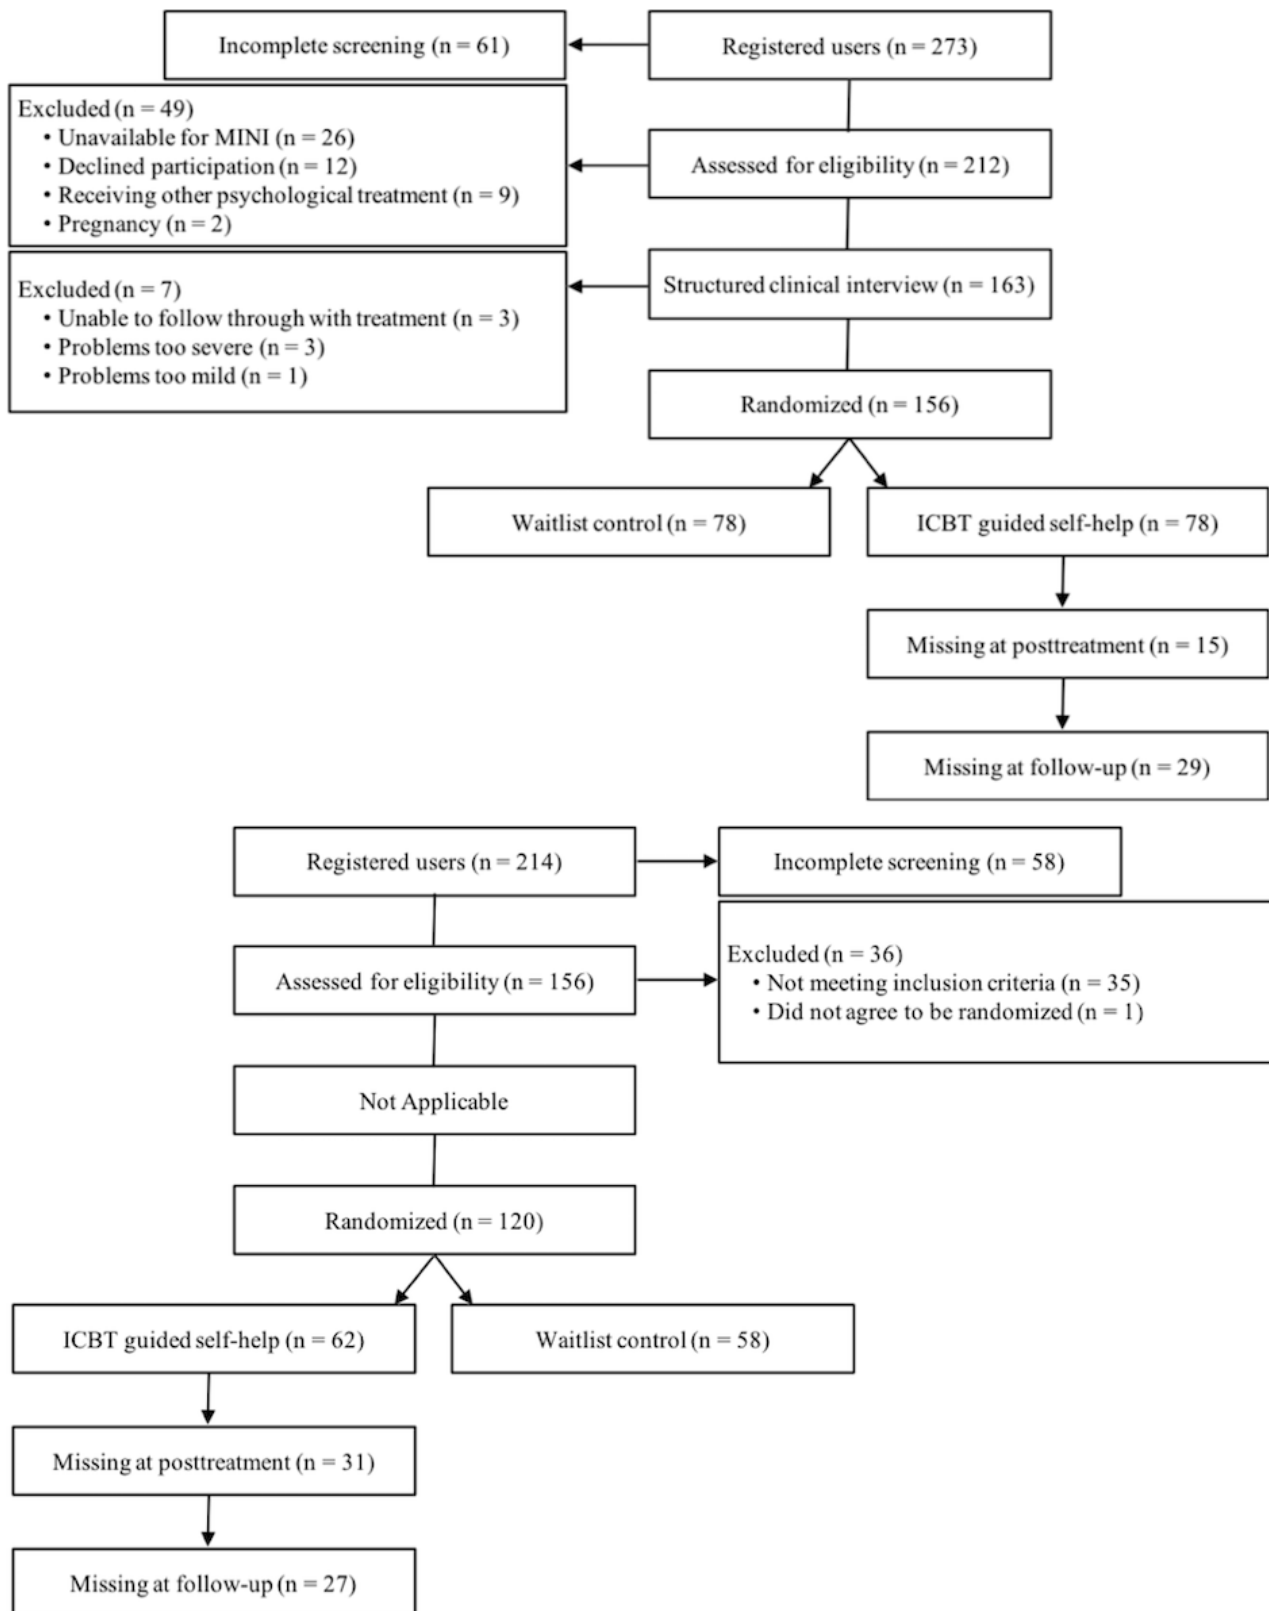 Incomplete screening (n = 61)
Registered users (n = 273)
Excluded (n = 49)
• Unavailable for MINI (n = 26)
• Declined participation (n = 12)
• Receiving other psychological treatment (n = 9)
• Pregnancy (n = 2)
Assessed for eligibility (n = 212)
Excluded (n = 7)
• Unable to follow through with treatment (n = 3)
• Problems too severe (n = 3)
• Problems too mild (n = 1)
Structured clinical interview (n = 163)
Randomized (n = 156)
Waitlist control (n = 78)
ICBT guided self-help (n = 78)
Missing at posttreatment (n = 15)
Missing at follow-up (n = 29)
Registered users (n = 214)
Incomplete screening (n = 58)
Assessed for eligibility (n = 156)
Excluded (n = 36)
• Not meeting inclusion criteria (n = 35)
• Did not agree to be randomized (n = 1)
Not Applicable
Randomized (n = 120)
ICBT guided self-help (n = 62)
Waitlist control (n = 58)
Missing at posttreatment (n = 31)
Missing at follow-up (n = 27)